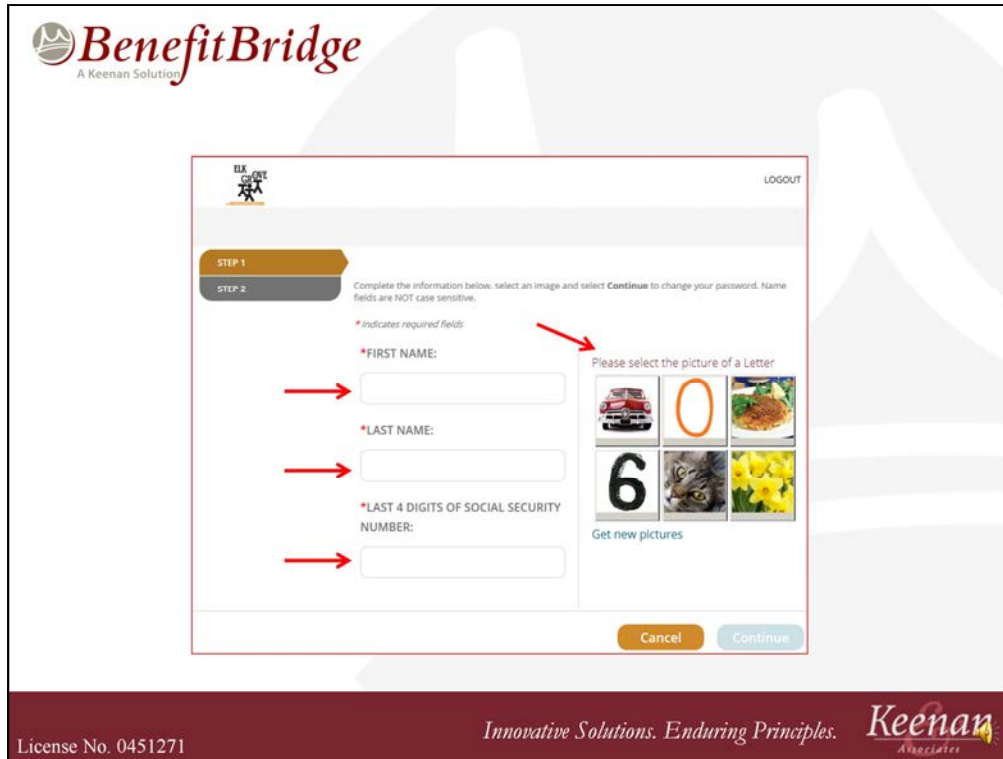 BenefitBridge
A Keenan Solution
ELK
GROVE
LOGOUT
STEP 1
STEP 2
Complete the information below, select an image and select Continue to change your password. Name
fields are NOT case sensitive.
* Indicates required fields
*FIRST NAME:
Please select the picture of a Letter
O
*LAST NAME:
6
*LAST 4 DIGITS OF SOCIAL SECURITY
NUMBER:
Get new pictures
Cancel
Continue
License No. 0451271
Innovative Solutions. Enduring Principles.
Keenan
Associates